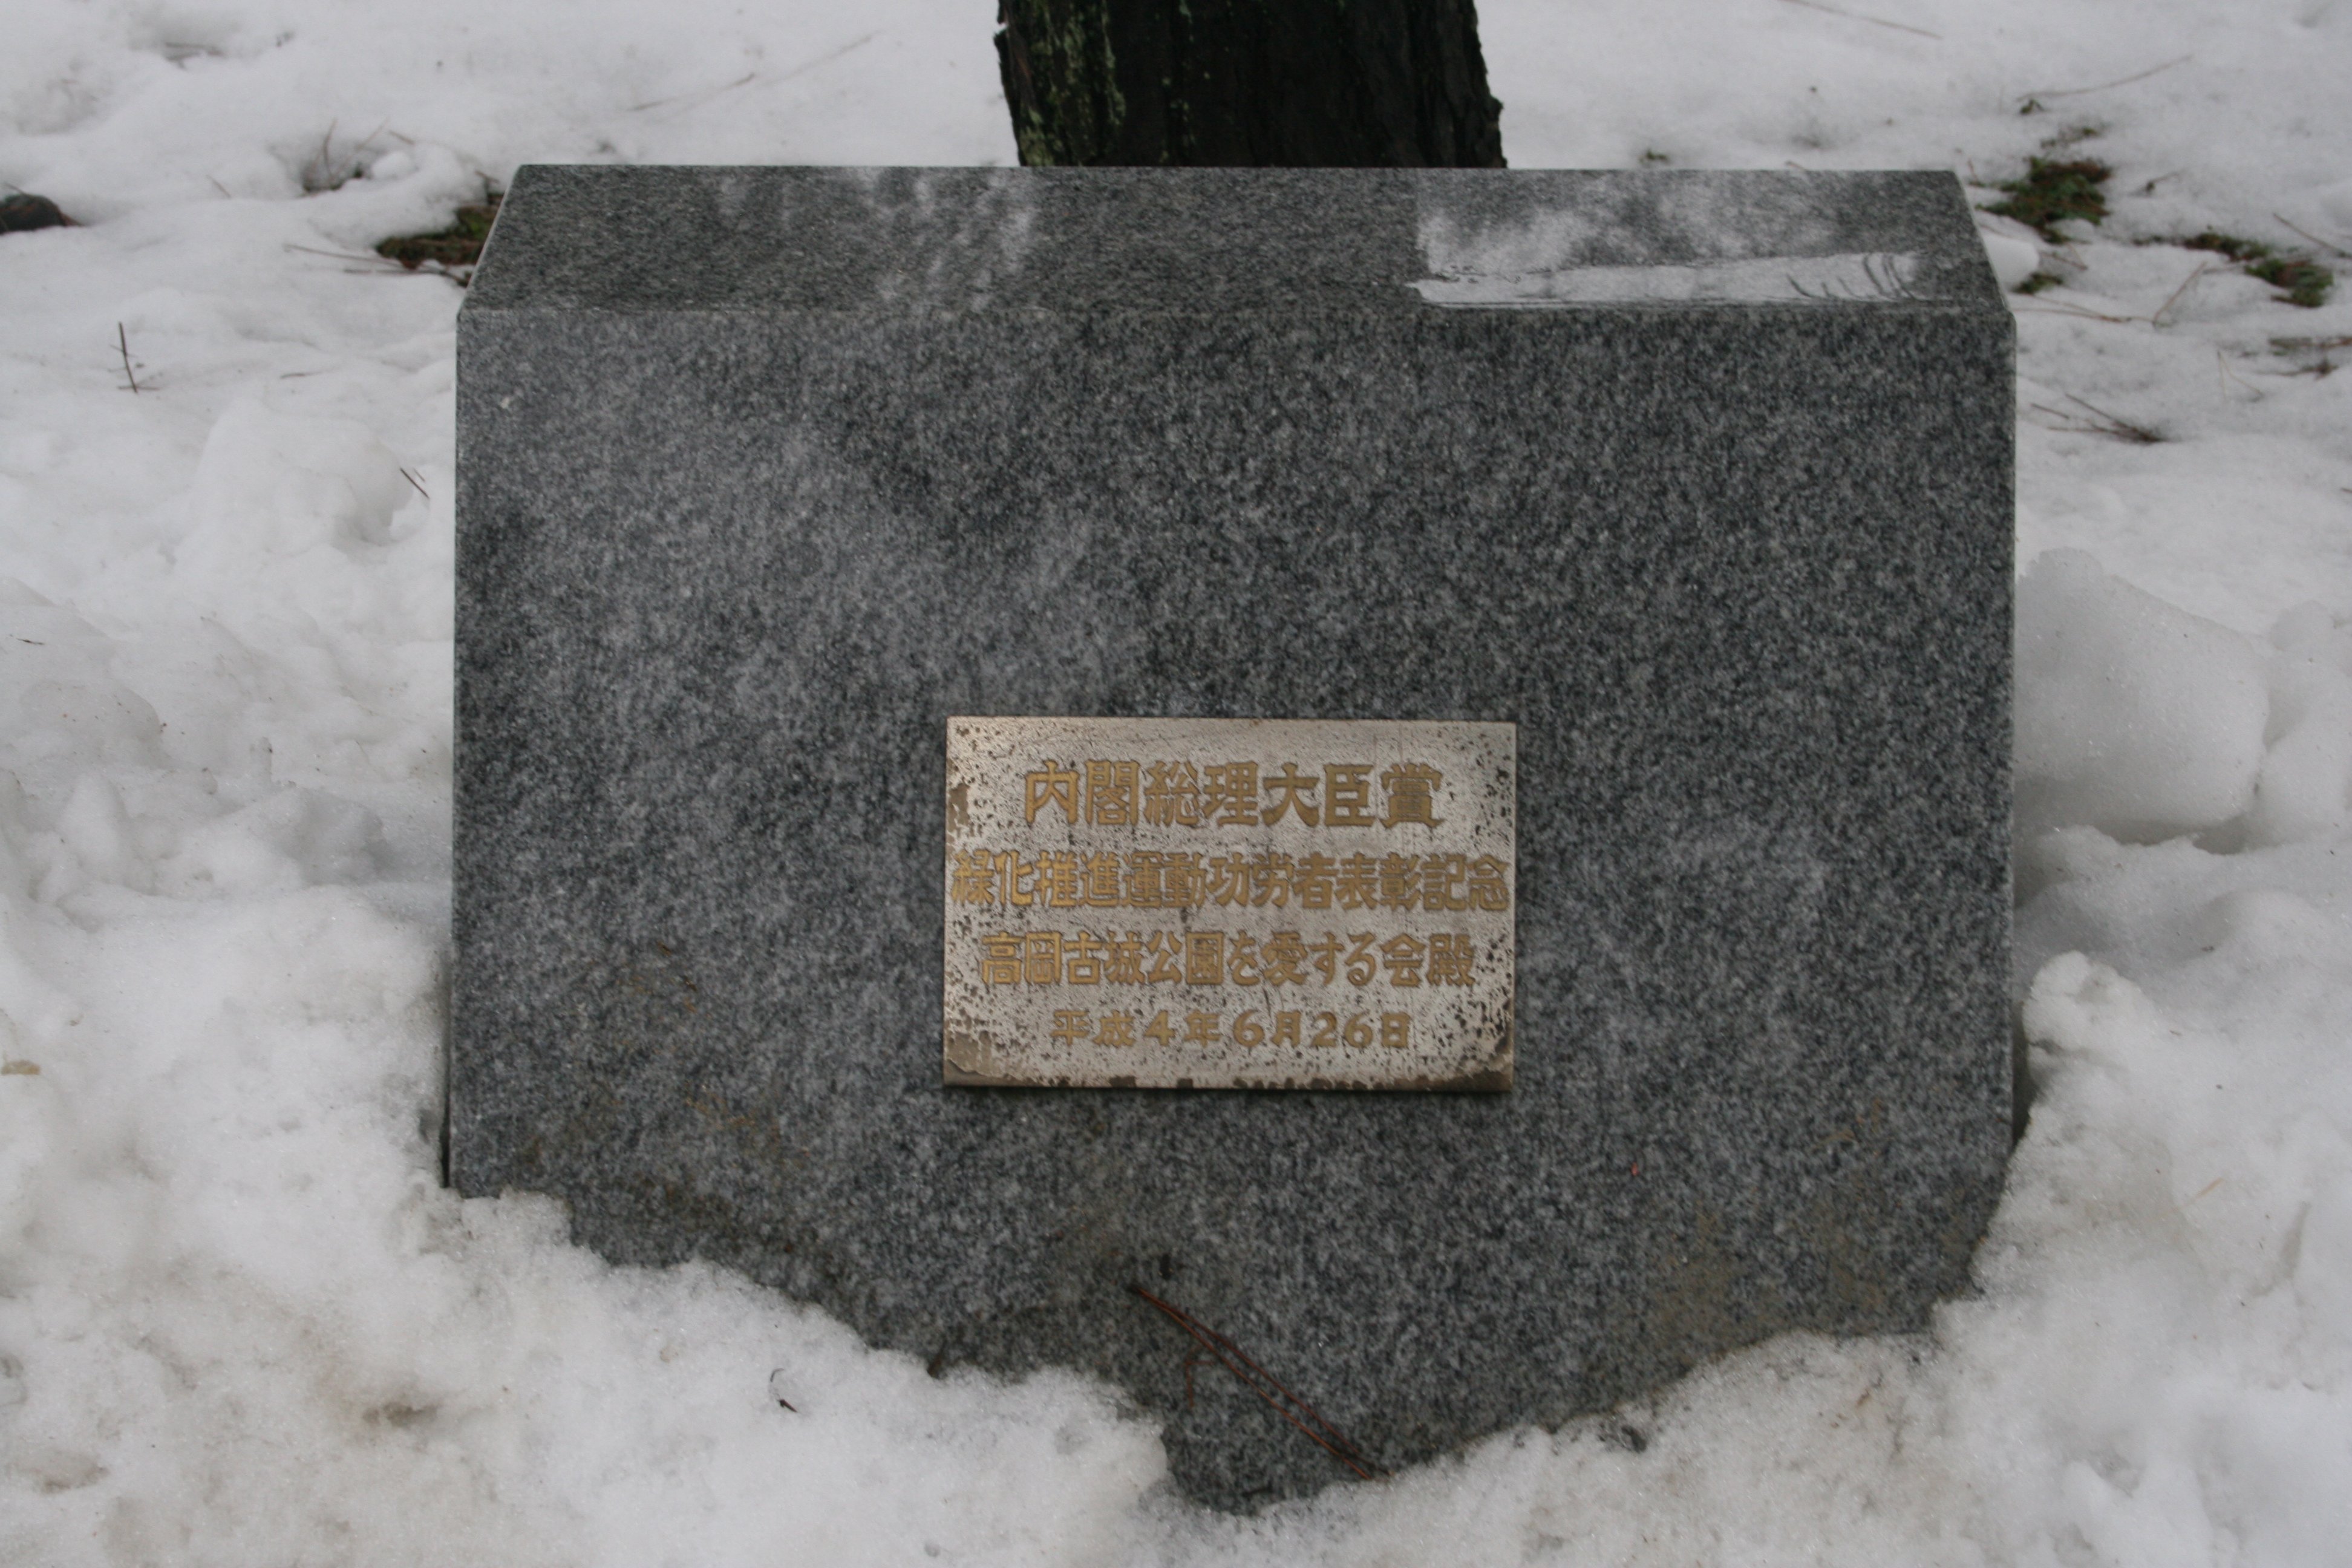 内閣総理大臣賞
緑化推進運動功労者表彰記念
高岡古城公園を愛する会殿
平成4年6月26日